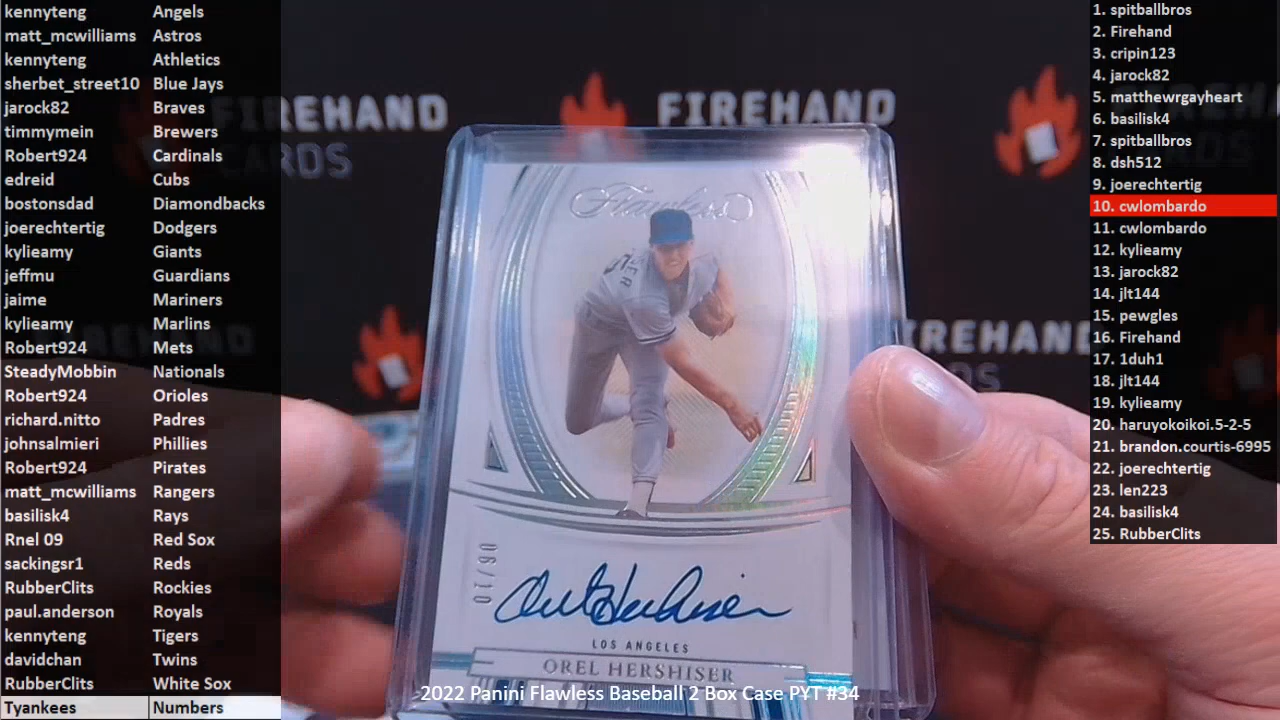 kennyteng Angels
matt_mcwilliams Astros
kennyteng Athletics
sherbet_street10 Blue Jays
jarock82 Braves
timmymein Brewers
Robert924 Cardinals
edreid Cubs
bostonsdad Diamondbacks
joerechtertig Dodgers
kylieamy Giants
jeffmu Guardians
jaime Mariners
kylieamy Marlins
Robert924 Mets
SteadyMobbin Nationals
Robert924 Orioles
richard.nitto Padres
johnsalmieri Phillies
Robert924 Pirates
matt_mcwilliams Rangers
basilisk4 Rays
Rnel 09 Red Sox
sackingsr1 Reds
RubberClits Rockies
paul.anderson Royals
kennyteng Tigers
davidchan Twins
RubberClits White Sox
Tyankees Numbers
FIREHAND
CARDS
FIREHAND
FIREHAND
Flawless
06/10
Orel Hershiser
LOS ANGELES
OREL HERSHISER
2022 Panini Flawless Baseball 2 Box Case PYT #34
1. spitballbros
2. Firehand
3. cripin123
4. jarock82
5. matthewrgayheart
6. basilisk4
7. spitballbros
8. dsh512
9. joerechtertig
10. cwlombardo
11. cwlombardo
12. kylieamy
13. jarock82
14. jlt144
15. pewgles
16. Firehand
17. 1duh1
18. jlt144
19. kylieamy
20. haruyokoikoi.5-2-5
21. brandon.courtis-6995
22. joerechtertig
23. len223
24. basilisk4
25. RubberClits